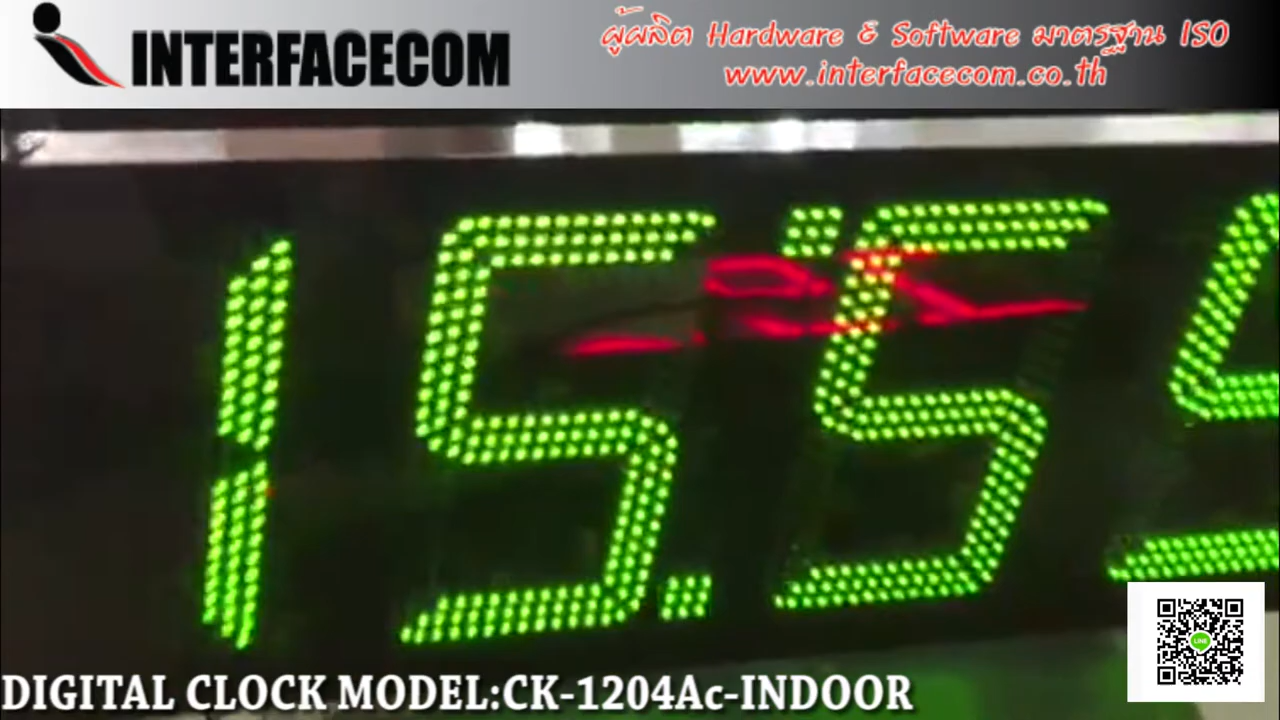 INTERFACECOM
ผู้ผลิต Hardware & Software มาตรฐาน ISO
www.interfacecom.co.th
15:5
LINE
DIGITAL CLOCK MODEL:CK-1204Ac-INDOOR